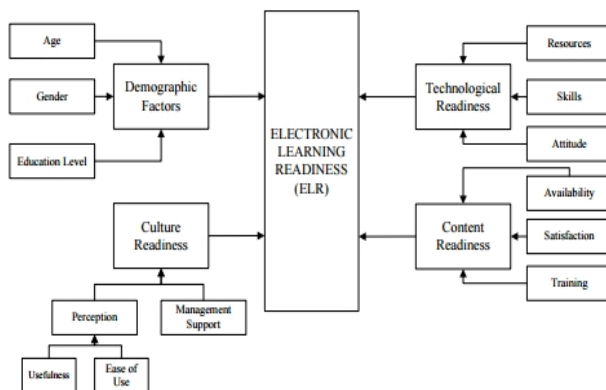 Age
Gender
Education Level
Demographic
Factors
ELECTRONIC
LEARNING
READINESS
(ELR)
Technological
Readiness
Resources
Skills
Attitude
Culture
Readiness
Perception
Management
Support
Usefulness
Ease of
Use
Content
Readiness
Availability
Satisfaction
Training